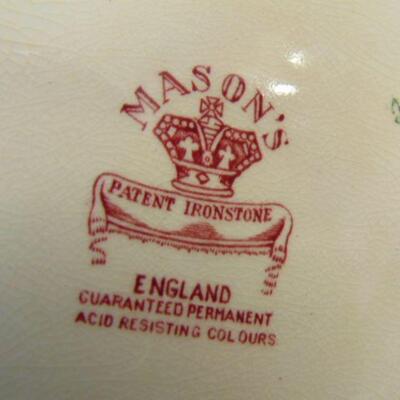 MASON'S
PATENT IRONSTONE
ENGLAND
GUARANTEED PERMANENT
ACID RESISTING COLOURS